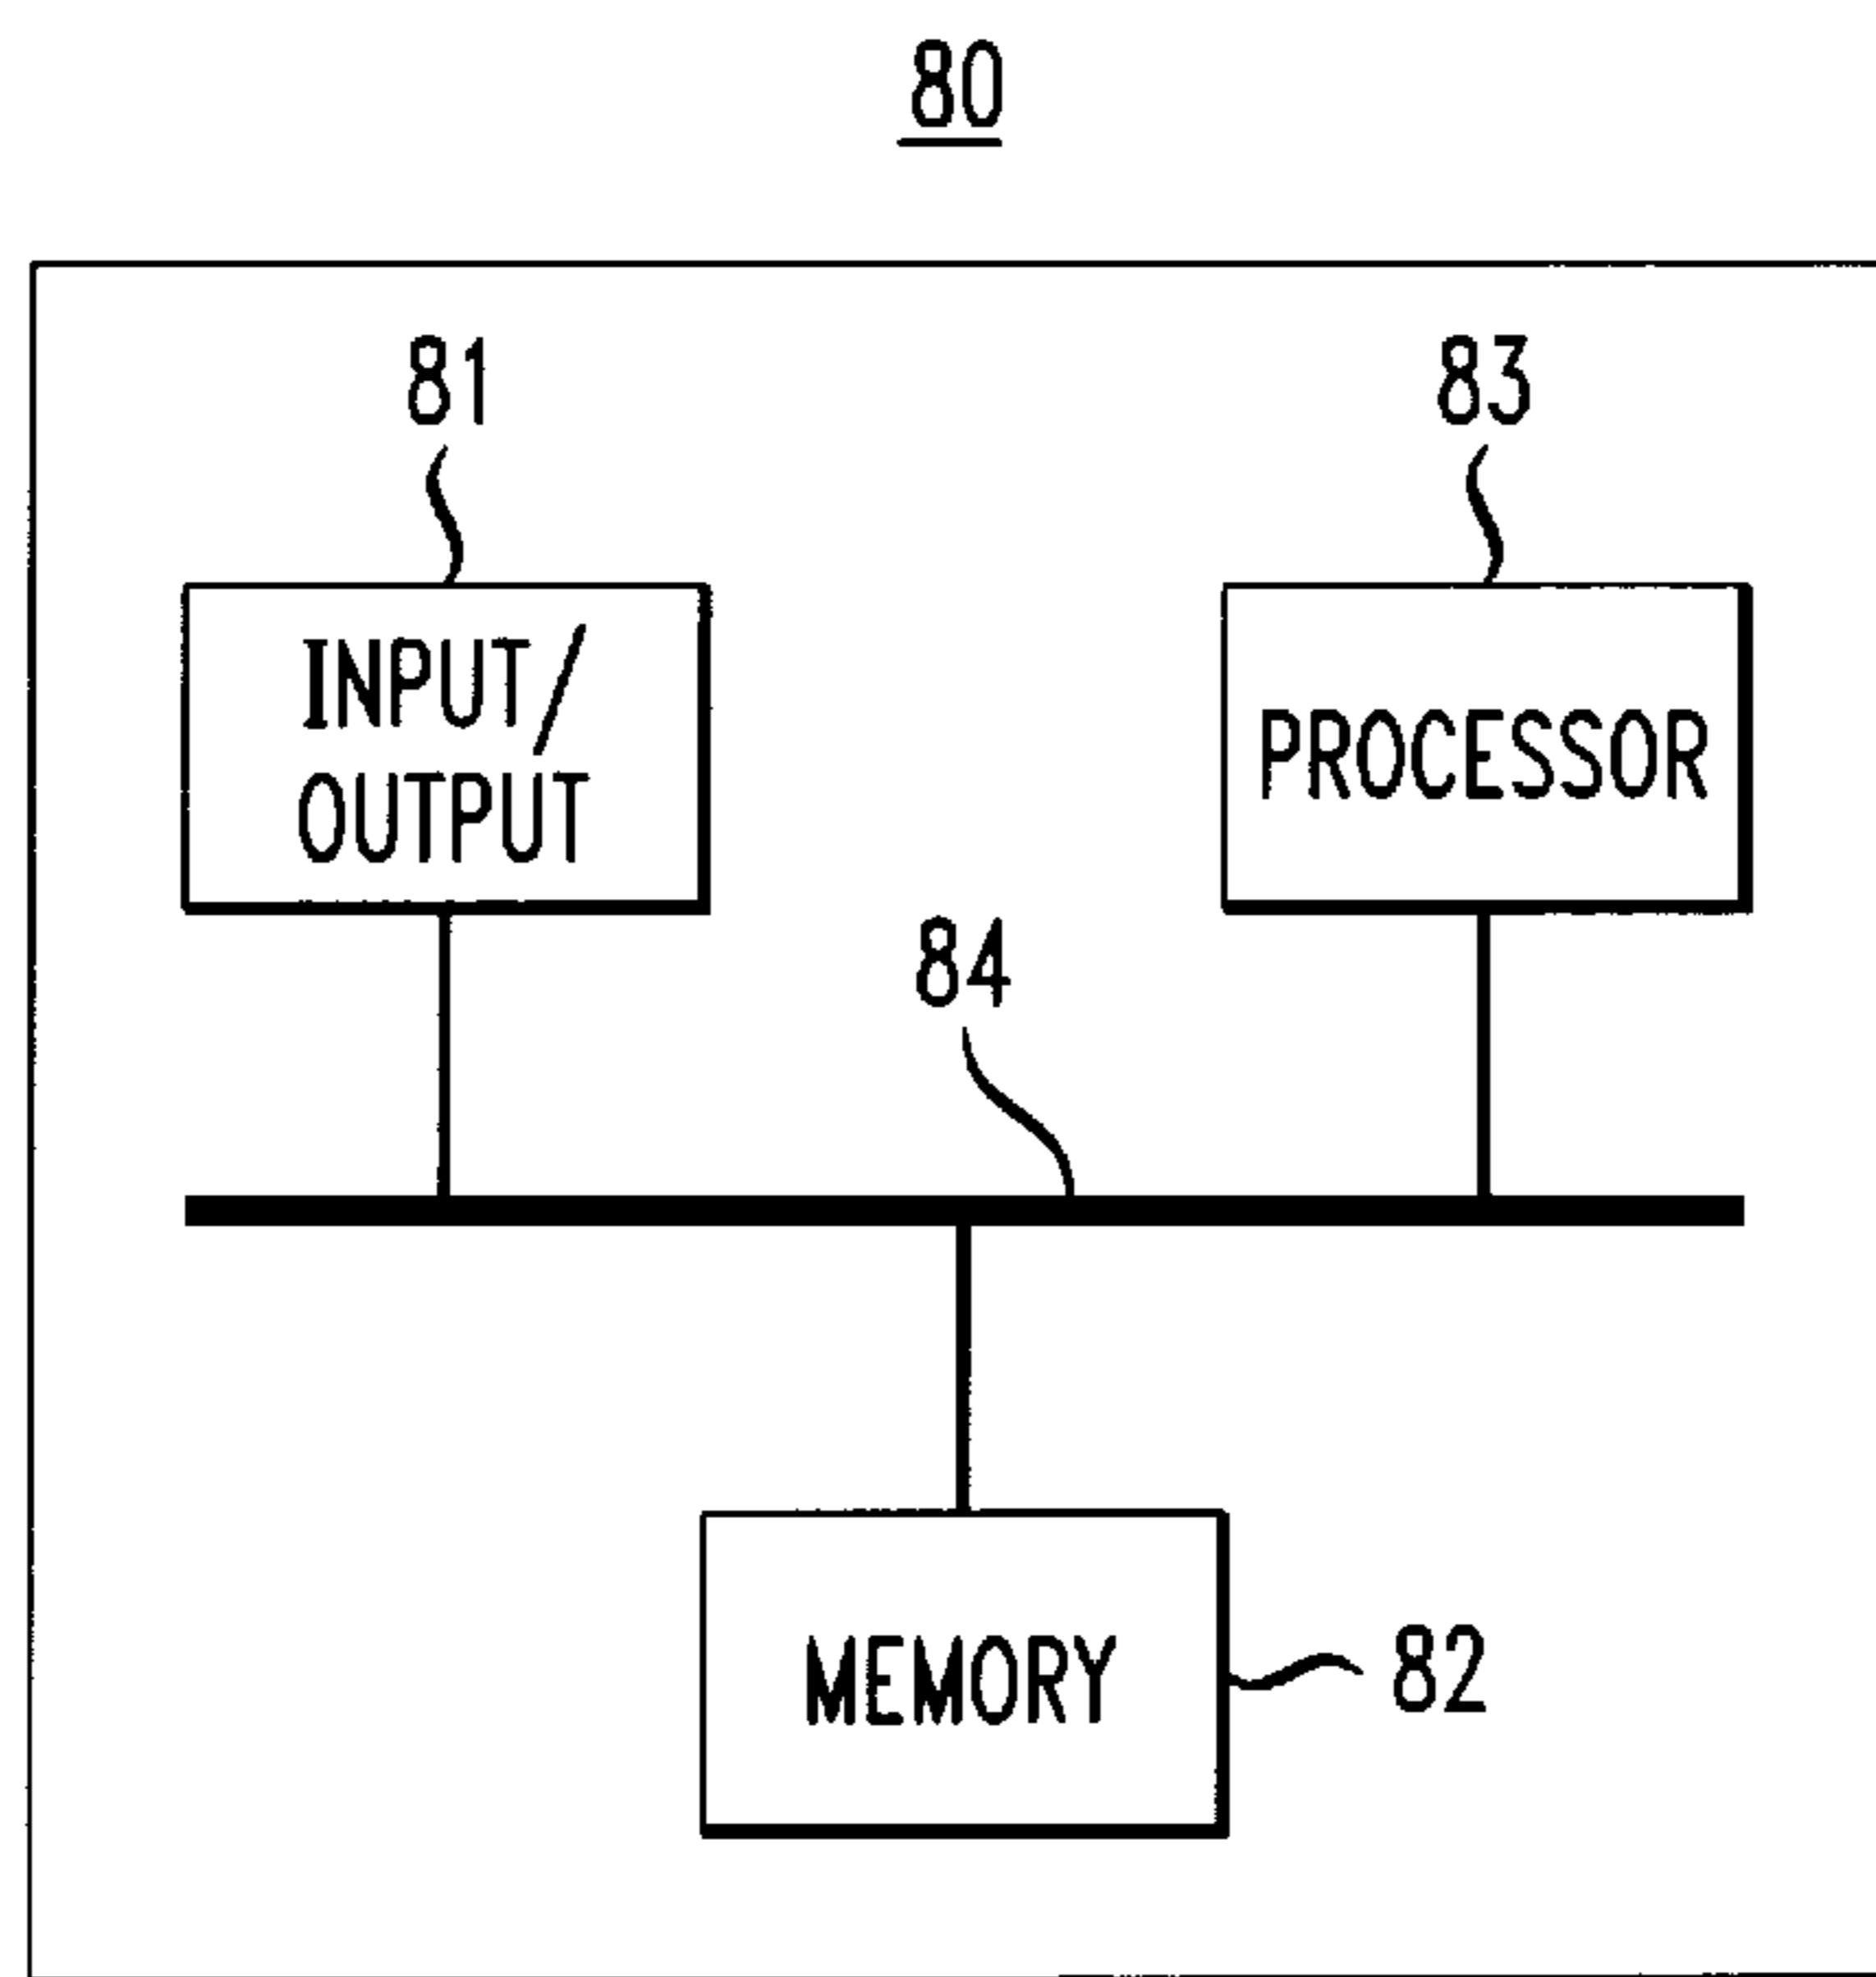 80
81
83
INPUT/
OUTPUT
PROCESSOR
84
MEMORY
82